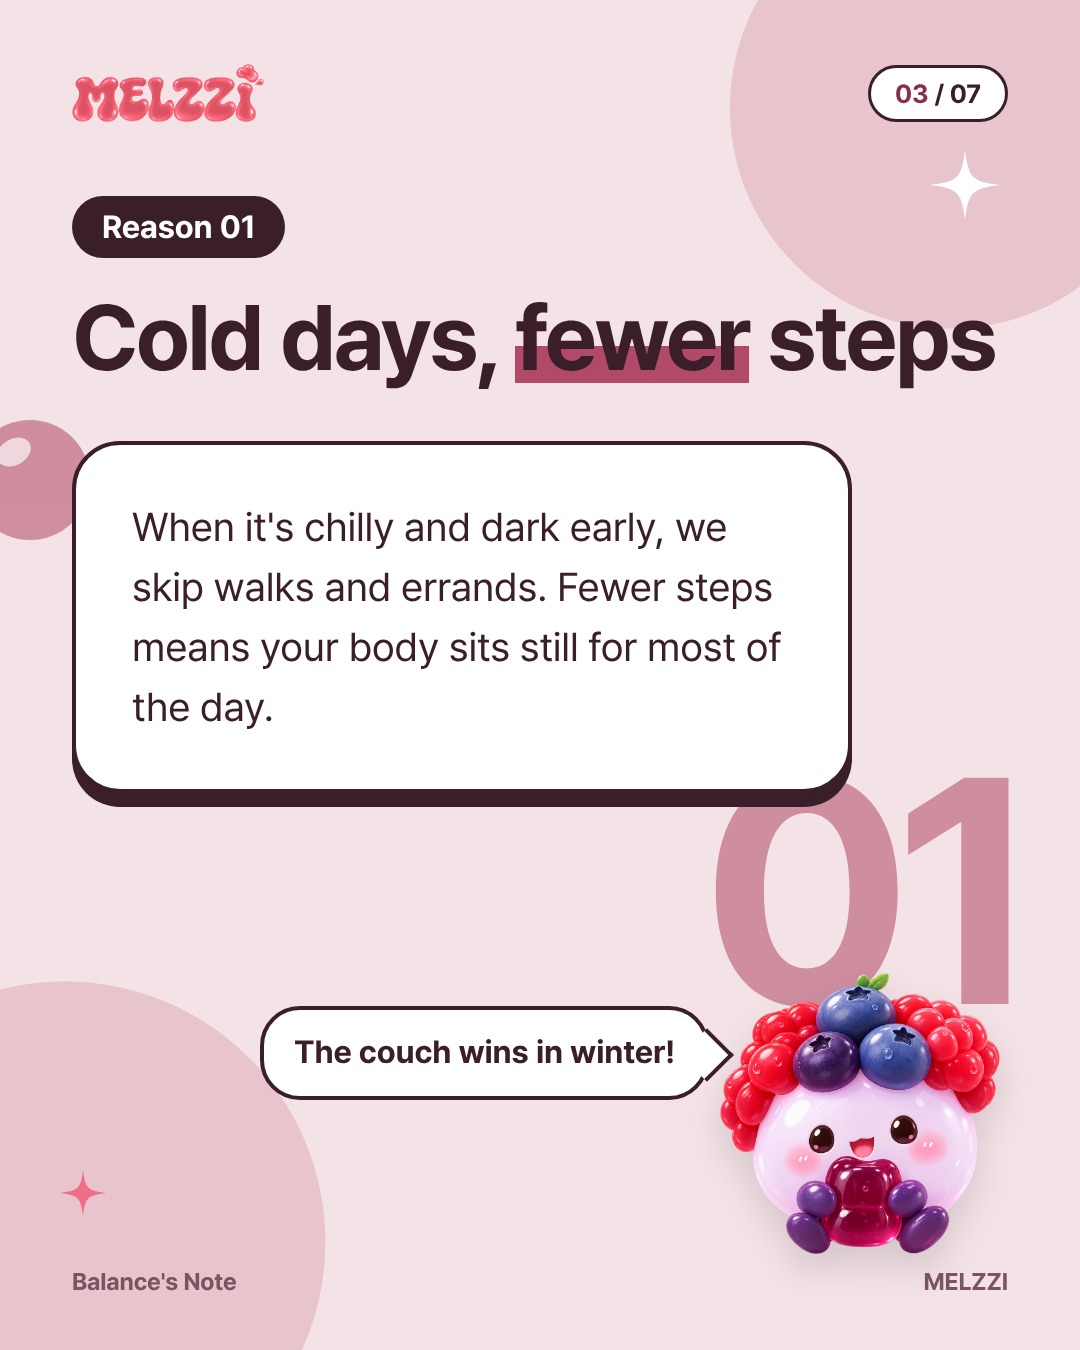 MELZZI
03 / 07
Reason 01
Cold days, fewer steps
When it's chilly and dark early, we
skip walks and errands. Fewer steps
means your body sits still for most of
the day.
01
The couch wins in winter!
Balance's Note
MELZZI